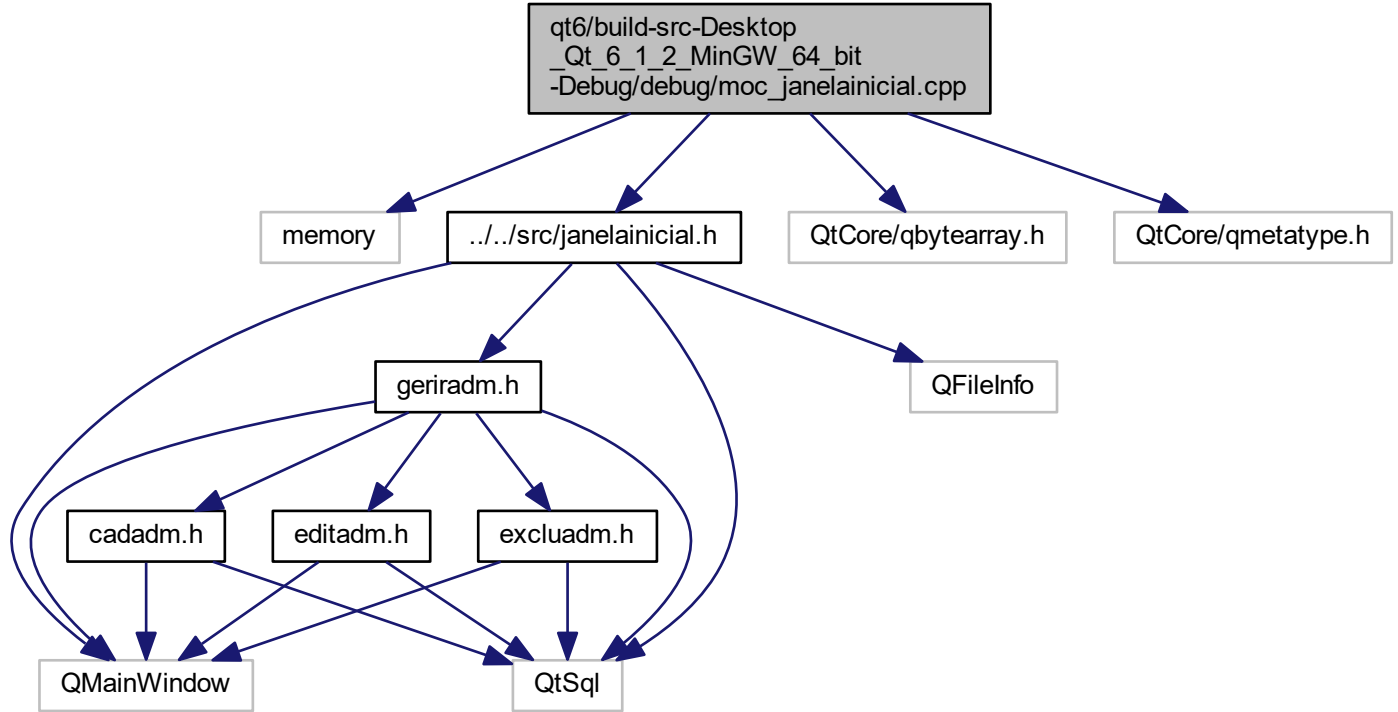 qt6/build-src-Desktop
_Qt_6_1_2_MinGW_64_bit
-Debug/debug/moc_janelainicial.cpp
memory
../../src/janelainicial.h
QtCore/qbytearray.h
QtCore/qmetatype.h
geriradm.h
QFileInfo
cadadm.h
editadm.h
excluadm.h
QMainWindow
QtSql